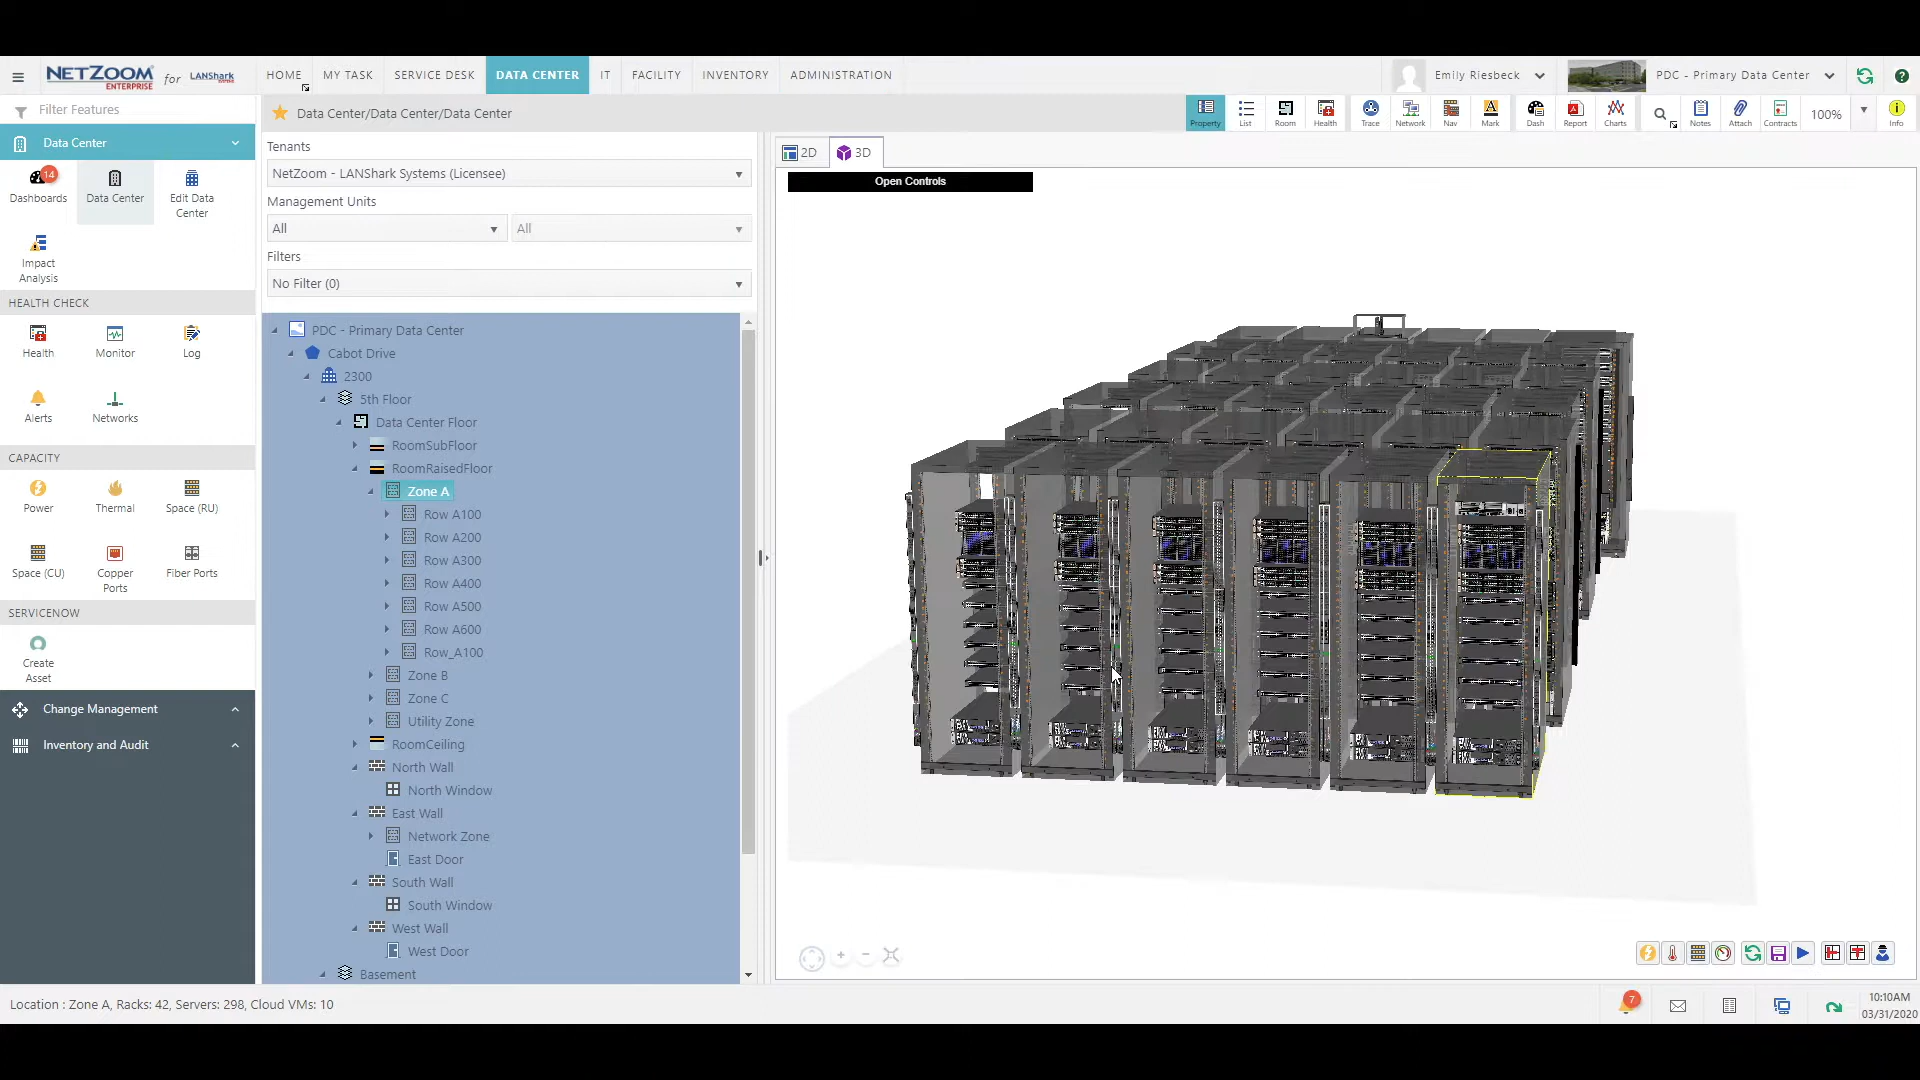 NETZOOM ENTERPRISE for LANShark
HOME MY TASK SERVICE DESK DATA CENTER IT FACILITY INVENTORY ADMINISTRATION
Emily Riesbeck
PDC - Primary Data Center
Filter Features
Data Center/Data Center/Data Center
Property List Room Health Trace Network Nav Mark Dash Report Charts Notes Attach Contracts 100% Info
Data Center
14
Dashboards
Data Center
Edit Data Center
Impact Analysis
HEALTH CHECK
Health
Monitor
Log
Alerts
Networks
CAPACITY
Power
Thermal
Space (RU)
Space (CU)
Copper Ports
Fiber Ports
SERVICENOW
Create Asset
Change Management
Inventory and Audit
Tenants
NetZoom - LANShark Systems (Licensee)
Management Units
All
All
Filters
No Filter (0)
PDC - Primary Data Center
Cabot Drive
2300
5th Floor
Data Center Floor
RoomSubFloor
RoomRaisedFloor
Zone A
Row A100
Row A200
Row A300
Row A400
Row A500
Row A600
Row_A100
Zone B
Zone C
Utility Zone
RoomCeiling
North Wall
North Window
East Wall
Network Zone
East Door
South Wall
South Window
West Wall
West Door
Basement
2D
3D
Open Controls
Location : Zone A, Racks: 42, Servers: 298, Cloud VMs: 10
7
10:10AM
03/31/2020